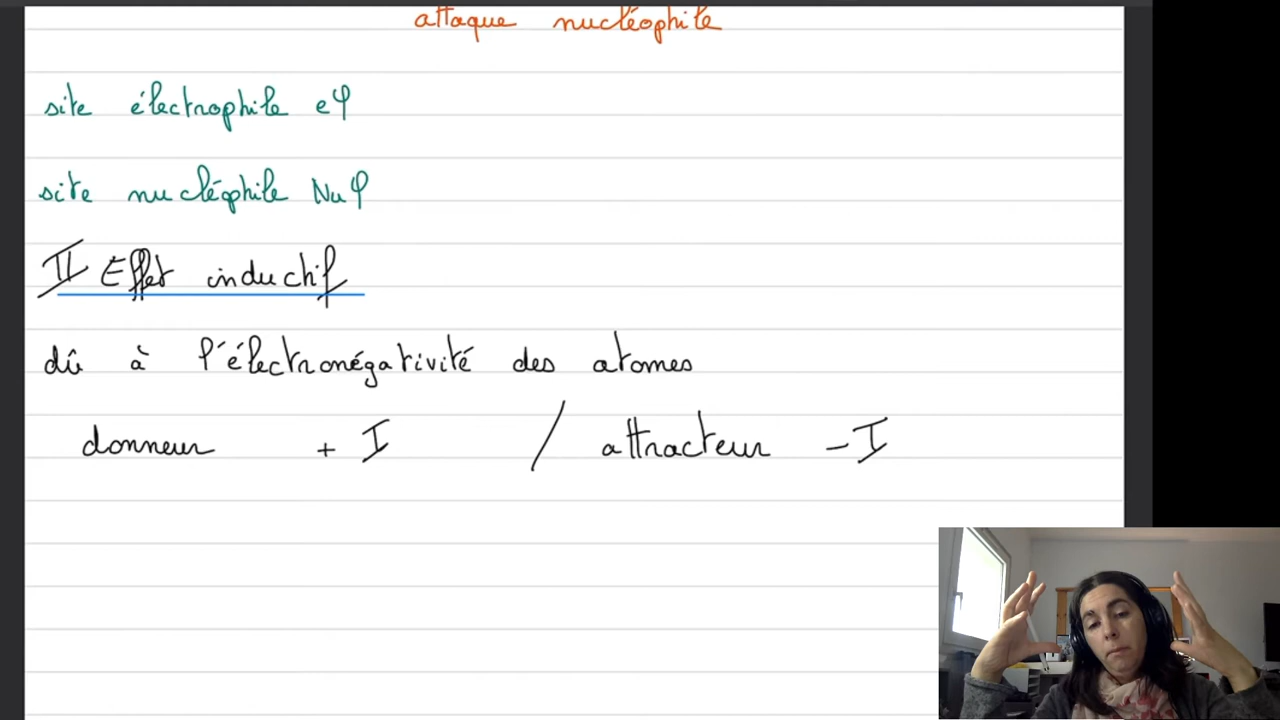 attaque nucléophile
site électrophile eφ
site nucléophile Nuφ
II Effet inductif
dû à l'électronégativité des atomes
donneur + I / attracteur - I